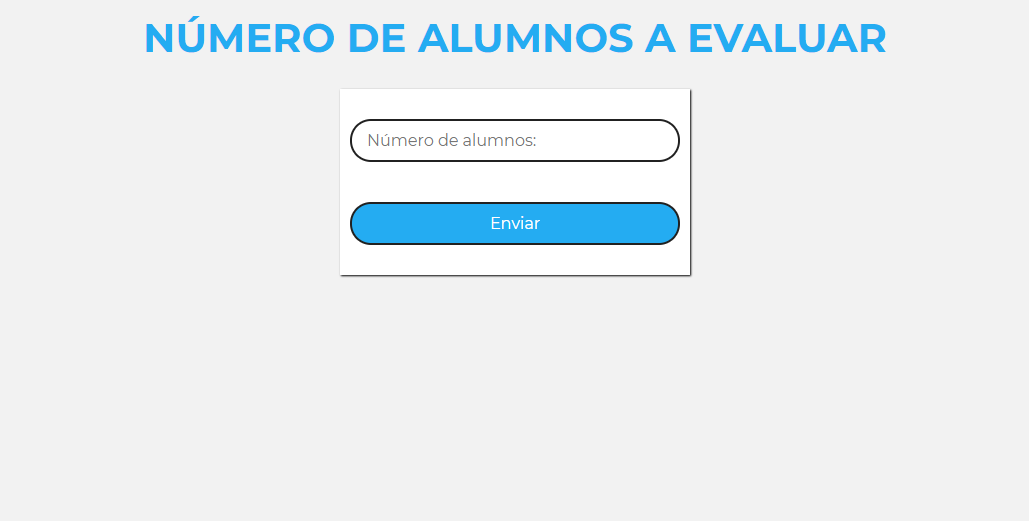 NÚMERO DE ALUMNOS A EVALUAR
Número de alumnos:
Enviar